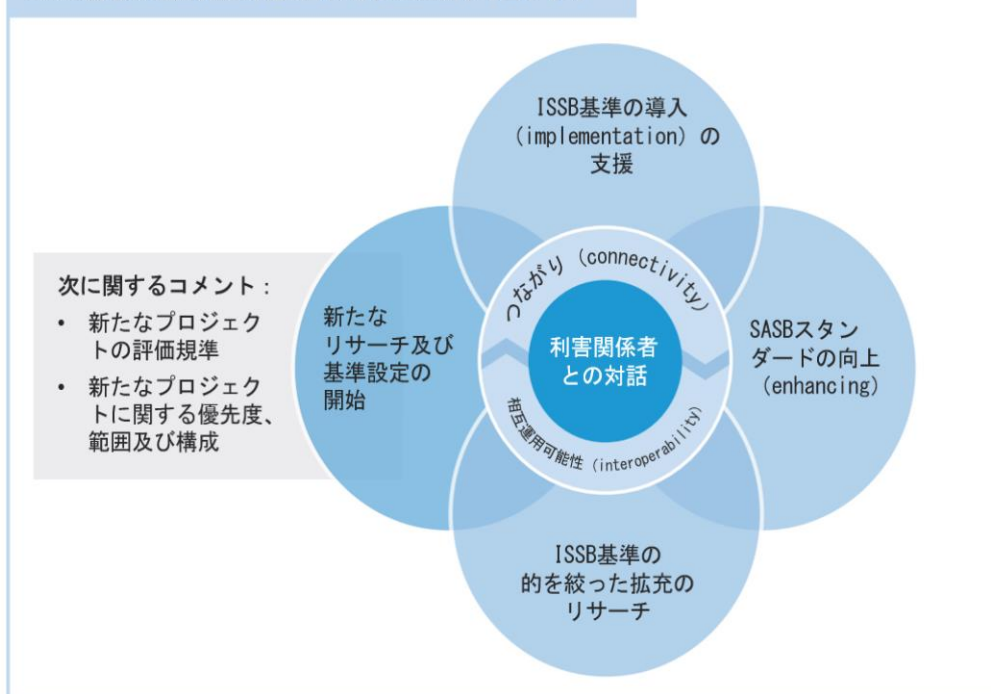 ISSB基準の導入
（implementation）の
支援
次に関するコメント：
• 新たなプロジェク
トの評価規準
• 新たなプロジェク
トに関する優先度、
範囲及び構成
新たな
リサーチ及び
基準設定の
開始
つながり（connectivity）
利害関係者
との対話
相互運用可能性（interoperability）
SASBスタン
ダードの向上
（enhancing）
ISSB基準の
的を絞った拡充の
リサーチ